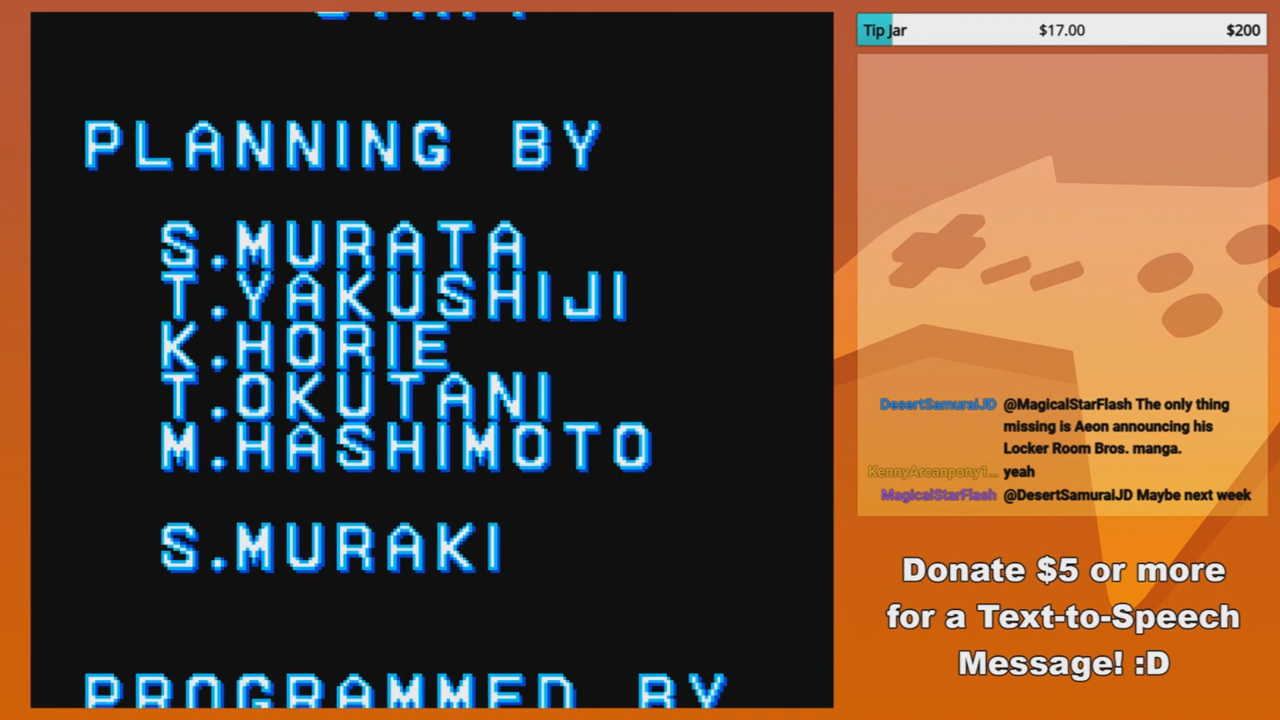 STAFF
PLANNING BY
S.MURATA
T.YAKUSHIJI
K.HORIE
T.OKUTANI
M.HASHIMOTO
S.MURAKI
PROGRAMMED BY
Tip Jar $17.00 $200
DesertSamuraiJD @MagicalStarFlash The only thing
missing is Aeon announcing his
Locker Room Bros. manga.
KennyArcanpony1... yeah
MagicalStarFlash @DesertSamuraiJD Maybe next week
Donate $5 or more
for a Text-to-Speech
Message! :D